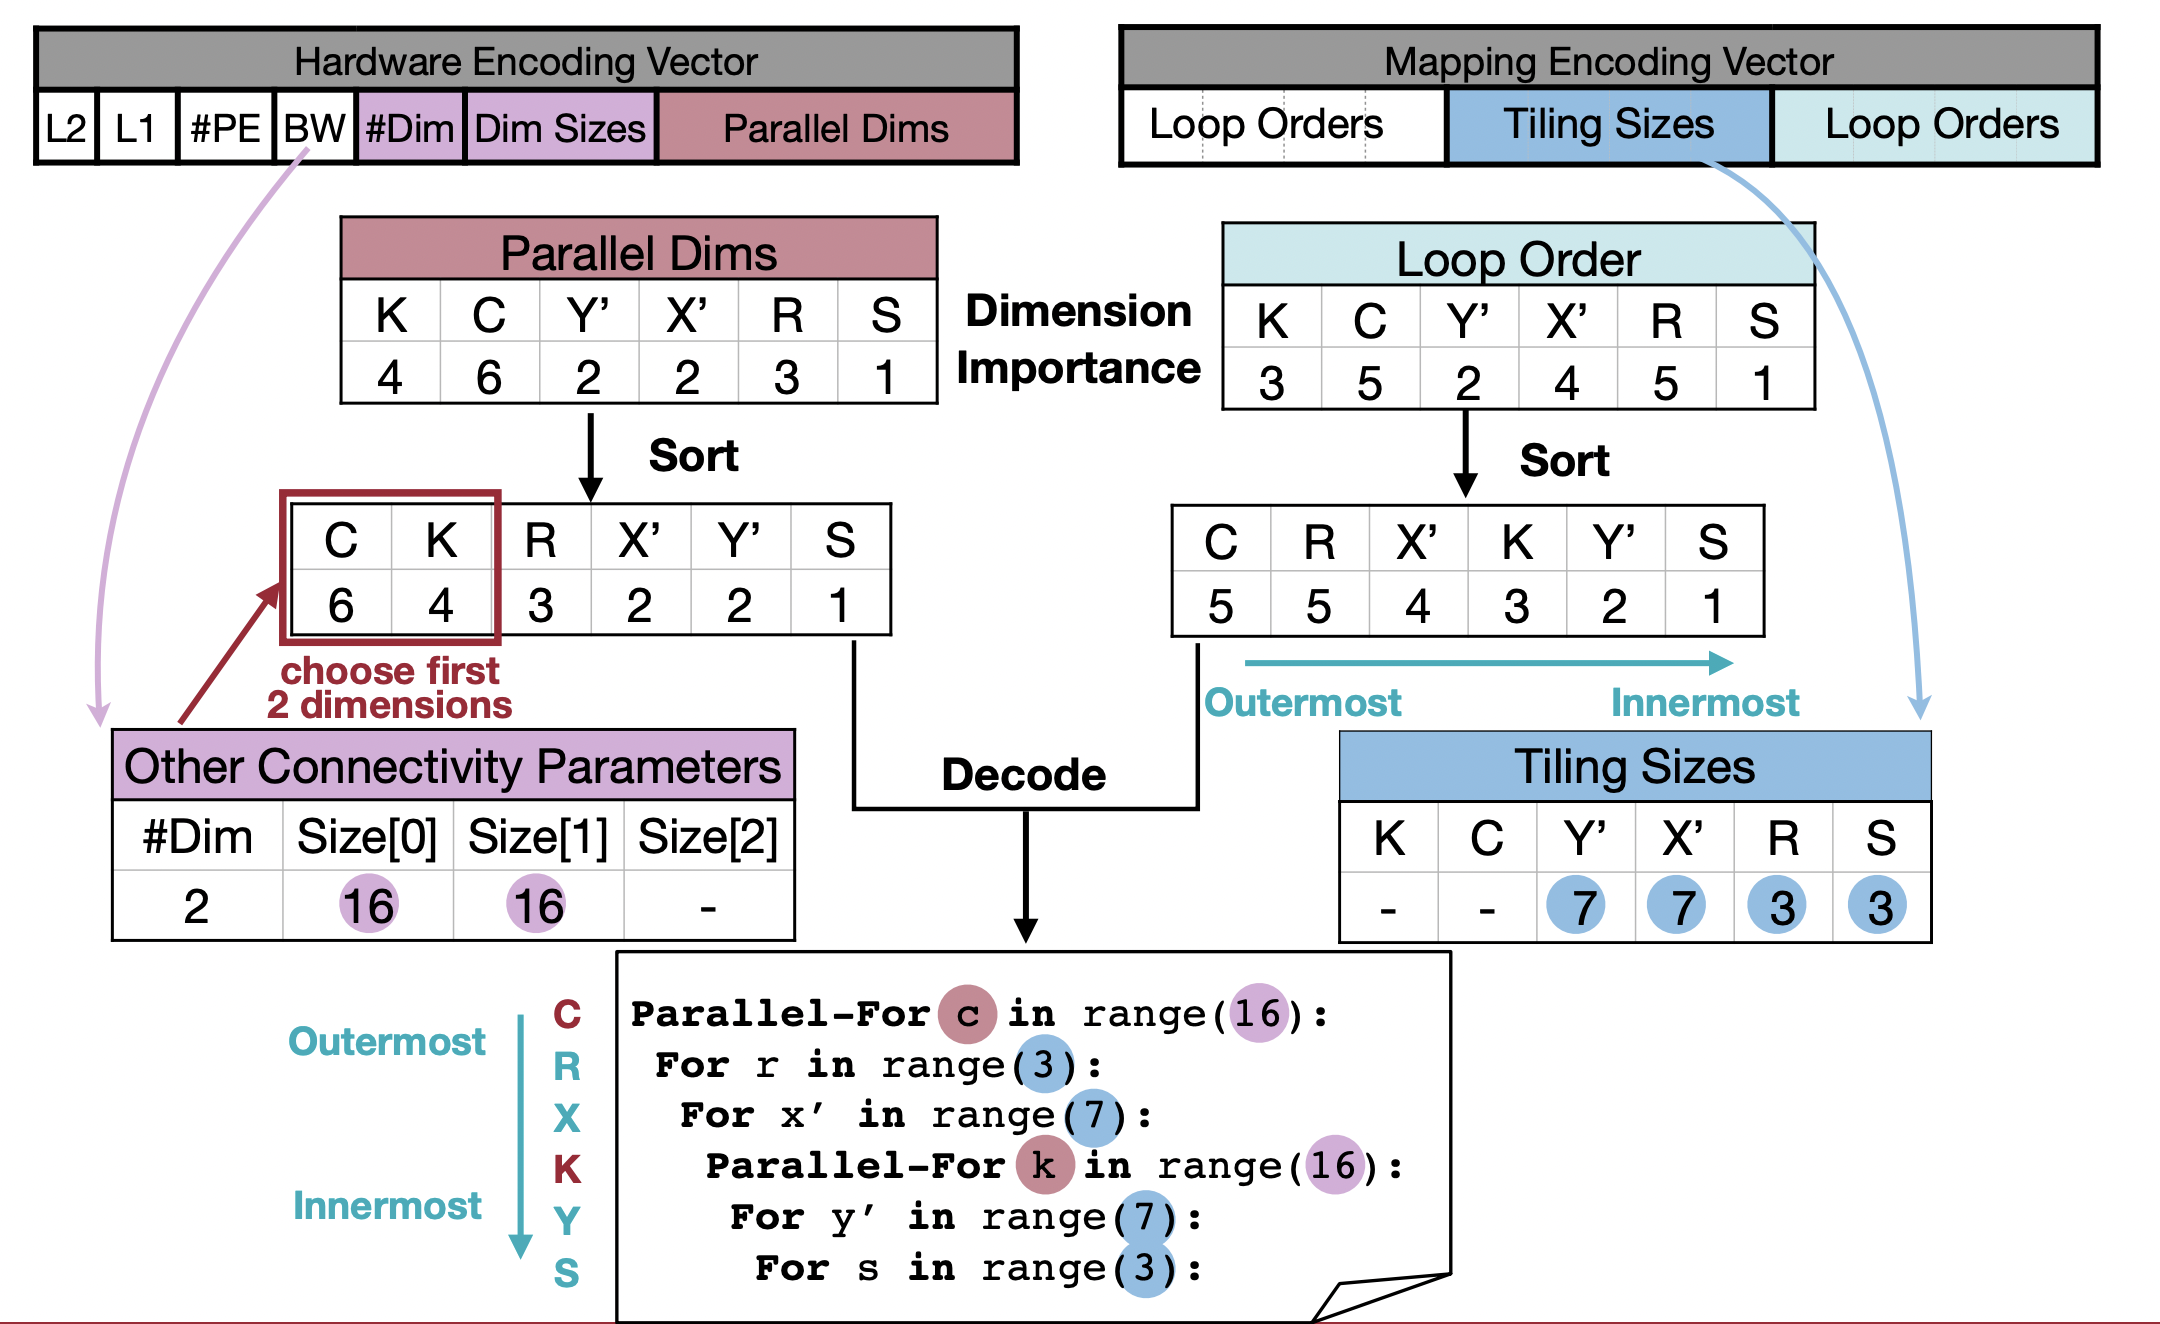 Hardware Encoding Vector
L2 L1 #PE BW #Dim Dim Sizes Parallel Dims
Mapping Encoding Vector
Loop Orders Tiling Sizes Loop Orders
Parallel Dims
K C Y’ X’ R S
4 6 2 2 3 1
Dimension
Importance
Loop Order
K C Y’ X’ R S
3 5 2 4 5 1
Sort
Sort
C K R X’ Y’ S
6 4 3 2 2 1
choose first
2 dimensions
C R X’ K Y’ S
5 5 4 3 2 1
Outermost Innermost
Other Connectivity Parameters
#Dim Size[0] Size[1] Size[2]
2 16 16 -
Decode
Tiling Sizes
K C Y’ X’ R S
- - 7 7 3 3
Outermost
Innermost
C
R
X
K
Y
S
Parallel-For c in range(16):
For r in range(3):
For x′ in range(7):
Parallel-For k in range(16):
For y′ in range(7):
For s in range(3):